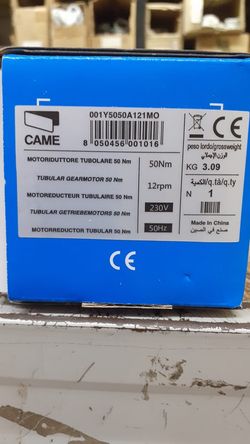 001Y5050A121MO
8 050456 001016
CAME
MOTORIDUTTORE TUBOLARE 50 Nm
TUBULAR GEARMOTOR 50 Nm
MOTOREDUCTEUR TUBULAIRE 50 Nm
TUBULAR GETRIEBEMOTORS 50 Nm
MOTORREDUCTOR TUBULAR 50 Nm
50Nm
12rpm
230V
50Hz
CE
peso lordo/grossweight
الوزن الإجمالي
KG 3.09
q.tà/q.ty/الكمية
N 1
Made In China
صنع في الصين
CE